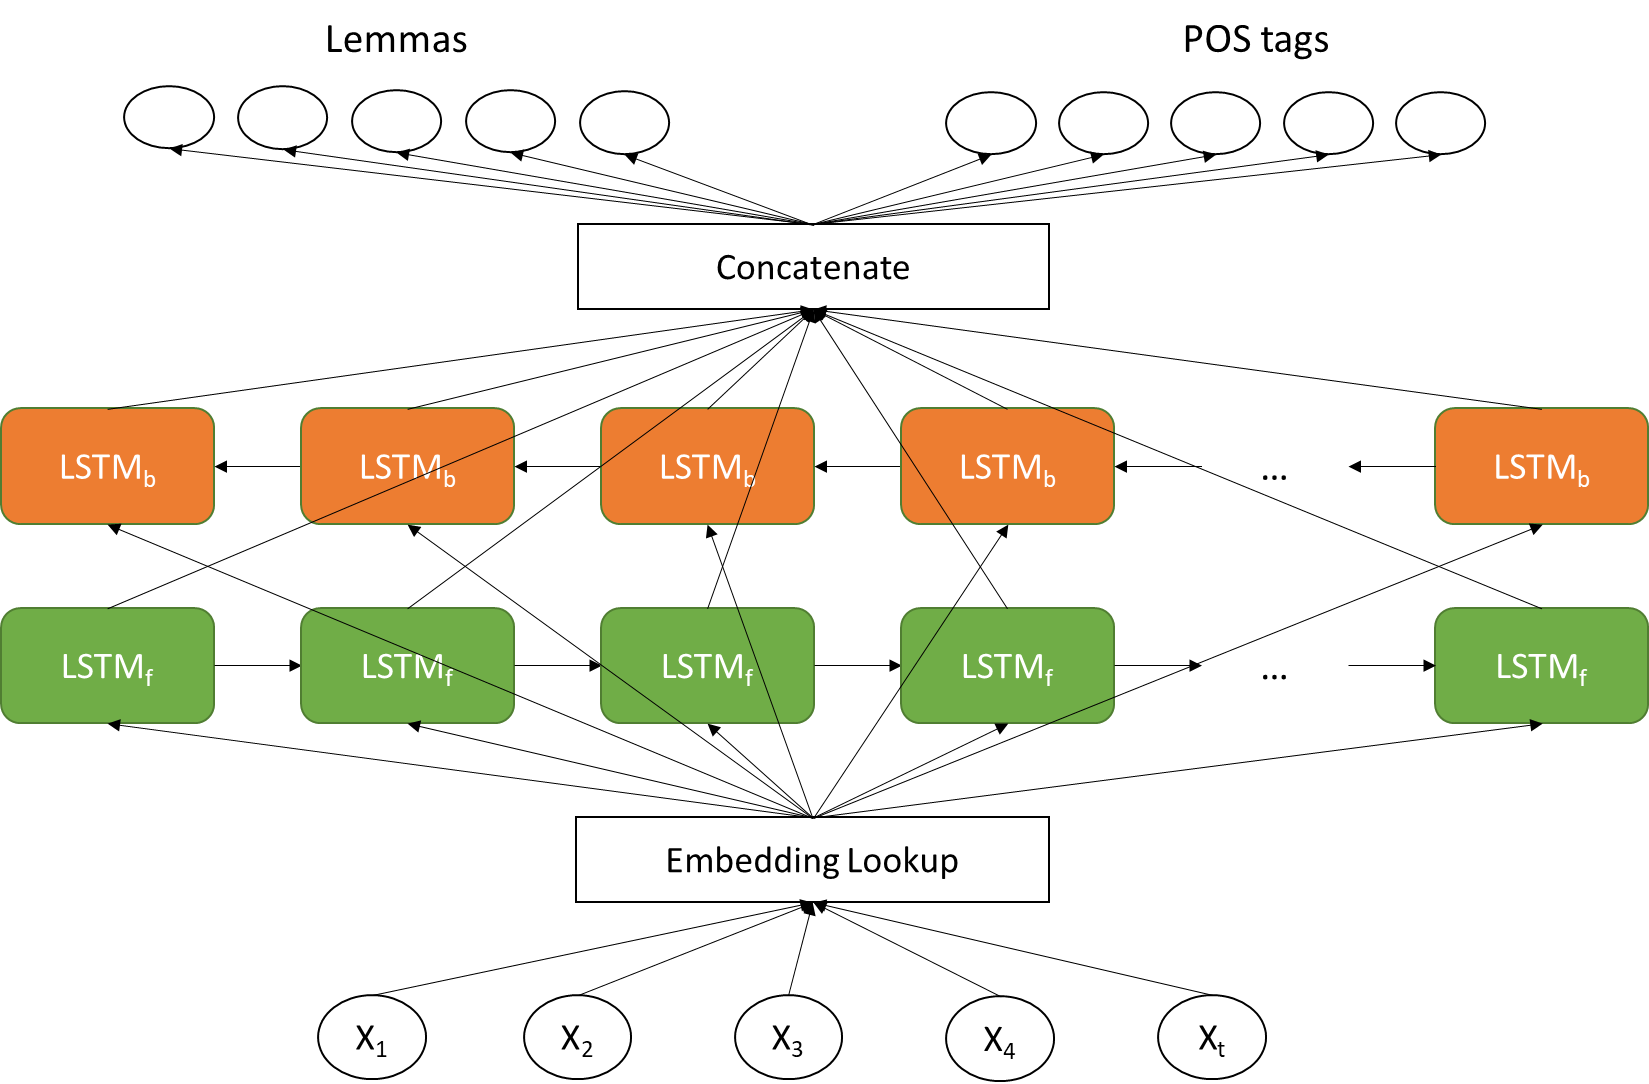 Lemmas POS tags
Concatenate
LSTMb LSTMb LSTMb LSTMb ... LSTMb
LSTMf LSTMf LSTMf LSTMf ... LSTMf
Embedding Lookup
X1 X2 X3 X4 Xt